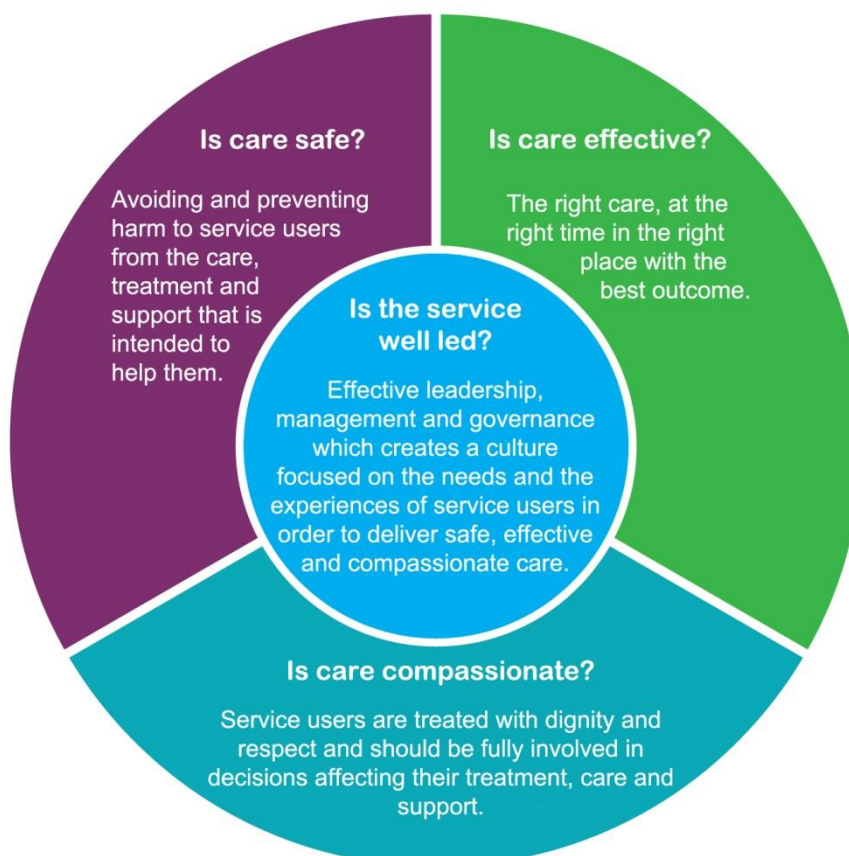 Is care safe?
Avoiding and preventing
harm to service users
from the care,
treatment and
support that is
intended to
help them.
Is care effective?
The right care, at the
right time in the right
place with the
best outcome.
Is the service
well led?
Effective leadership,
management and governance
which creates a culture
focused on the needs and the
experiences of service users in
order to deliver safe, effective
and compassionate care.
Is care compassionate?
Service users are treated with dignity and
respect and should be fully involved in
decisions affecting their treatment, care and
support.